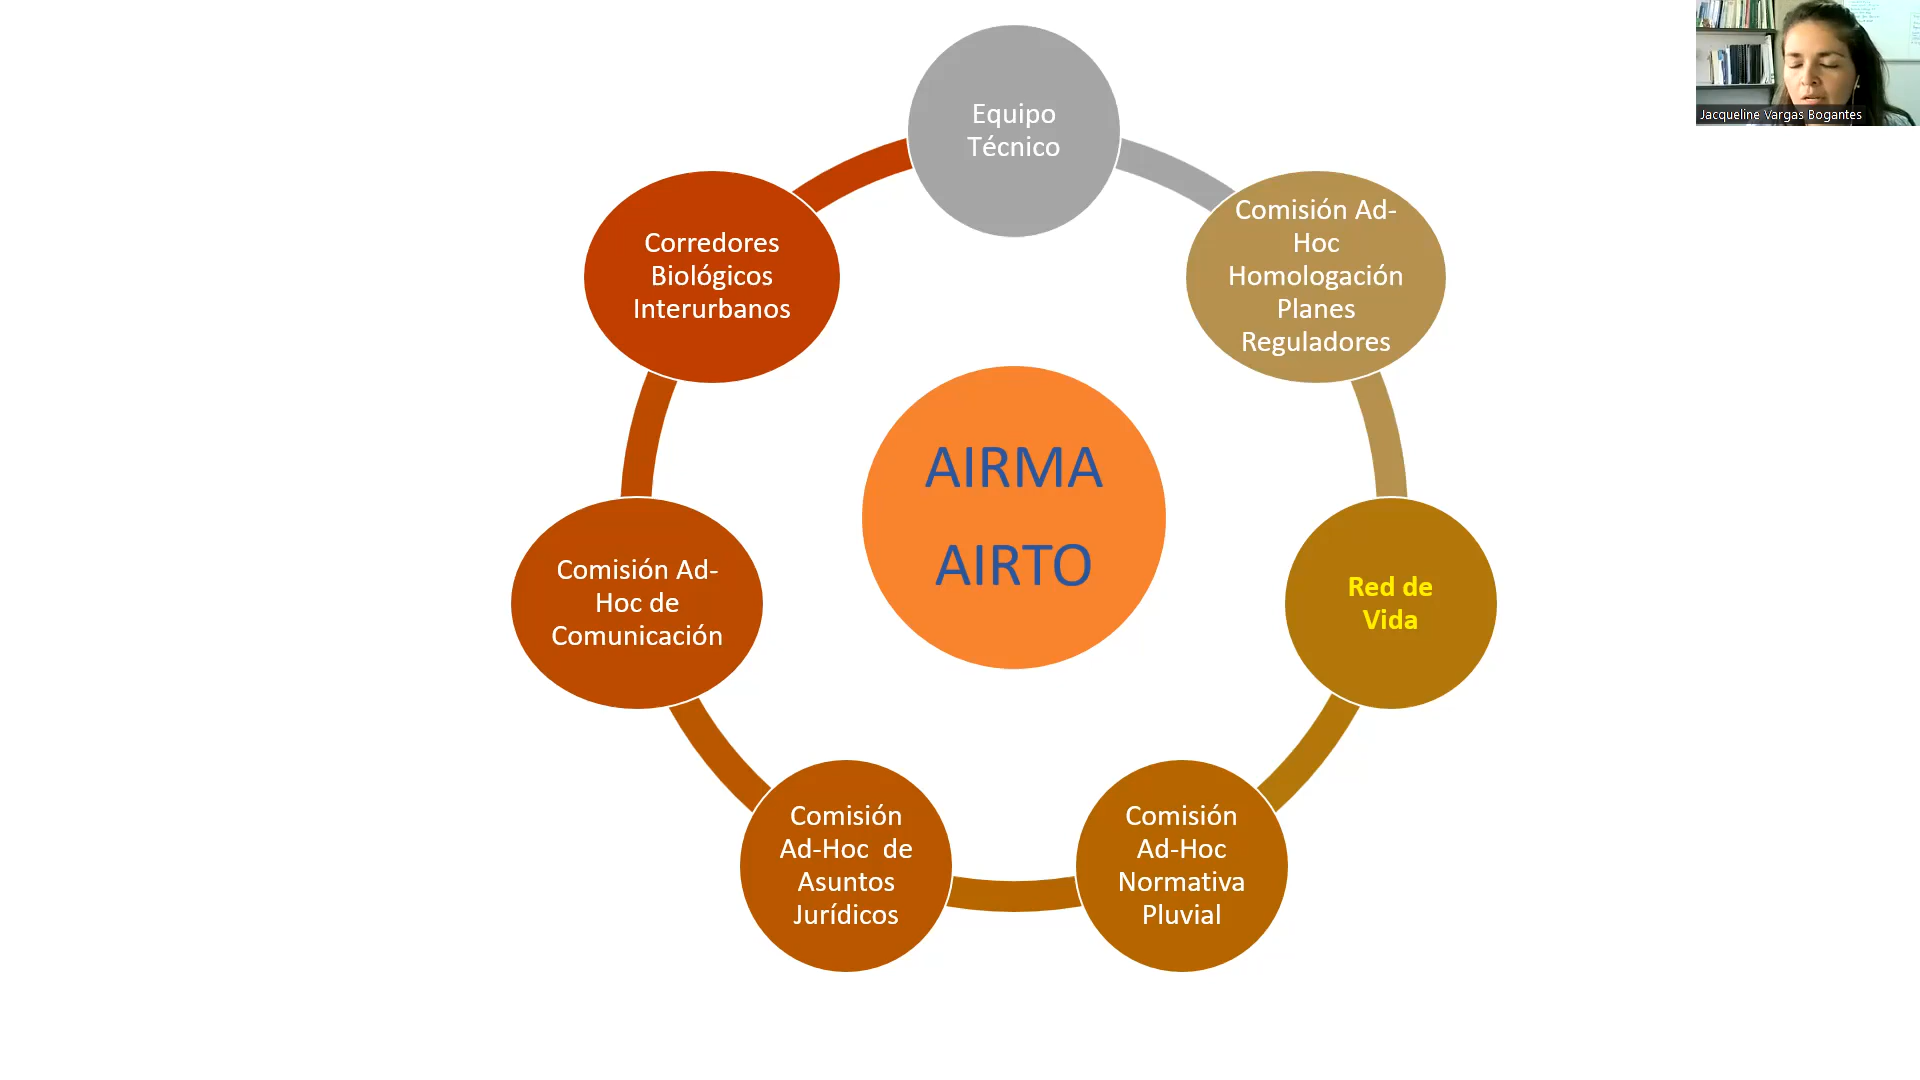 Equipo
Técnico
Comisión Ad-
Hoc
Homologación
Planes
Reguladores
Red de
Vida
Comisión
Ad-Hoc
Normativa
Pluvial
Comisión
Ad-Hoc  de
Asuntos
Jurídicos
Comisión Ad-
Hoc de
Comunicación
Corredores
Biológicos
Interurbanos
AIRMA
AIRTO
Jacqueline Vargas Bogantes